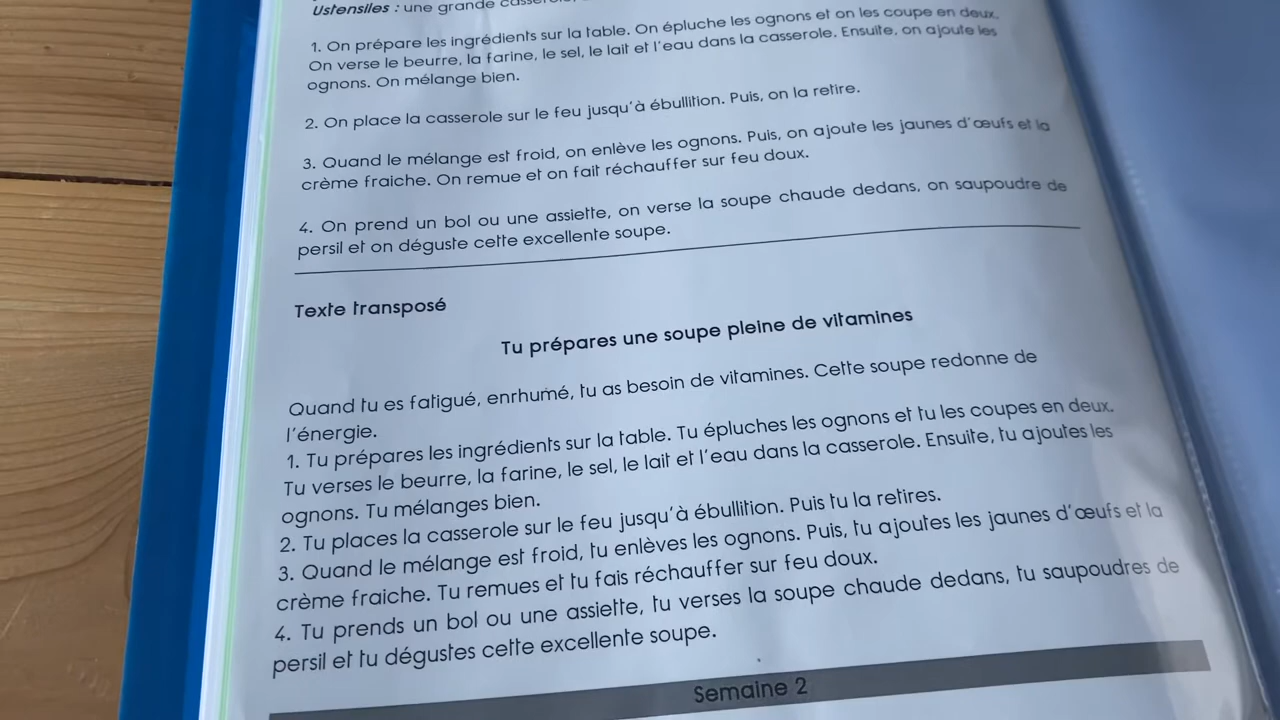 Ustensiles : une grande
1. On prépare les ingrédients sur la table. On épluche les ognons et on les coupe en deux.
On verse le beurre, la farine, le sel, le lait et l'eau dans la casserole. Ensuite, on ajoute les
ognons. On mélange bien.
2. On place la casserole sur le feu jusqu'à ébullition. Puis, on la retire.
3. Quand le mélange est froid, on enlève les ognons. Puis, on ajoute les jaunes d'œufs et la
crème fraiche. On remue et on fait réchauffer sur feu doux.
4. On prend un bol ou une assiette, on verse la soupe chaude dedans, on saupoudre de
persil et on déguste cette excellente soupe.
Texte transposé
Tu prépares une soupe pleine de vitamines
Quand tu es fatigué, enrhumé, tu as besoin de vitamines. Cette soupe redonne de
l'énergie.
1. Tu prépares les ingrédients sur la table. Tu épluches les ognons et tu les coupes en deux.
Tu verses le beurre, la farine, le sel, le lait et l'eau dans la casserole. Ensuite, tu ajoutes les
ognons. Tu mélanges bien.
2. Tu places la casserole sur le feu jusqu'à ébullition. Puis tu la retires.
3. Quand le mélange est froid, tu enlèves les ognons. Puis, tu ajoutes les jaunes d'œufs et la
crème fraiche. Tu remues et tu fais réchauffer sur feu doux.
4. Tu prends un bol ou une assiette, tu verses la soupe chaude dedans, tu saupoudres de
persil et tu dégustes cette excellente soupe.
Semaine 2